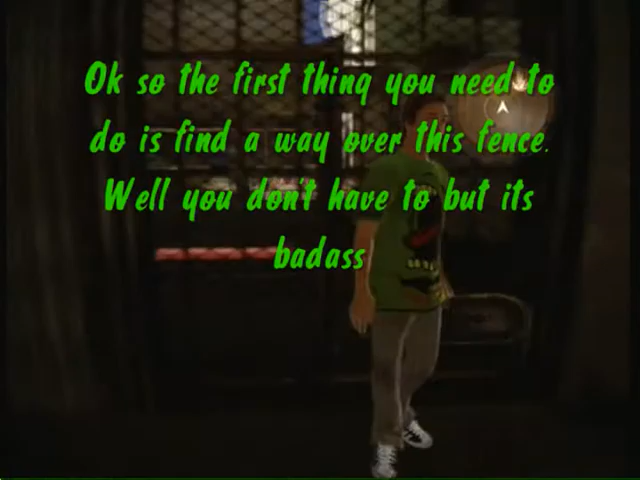 Ok so the first thing you need to
do is find a way over this fence.
Well you don't have to but its
badass